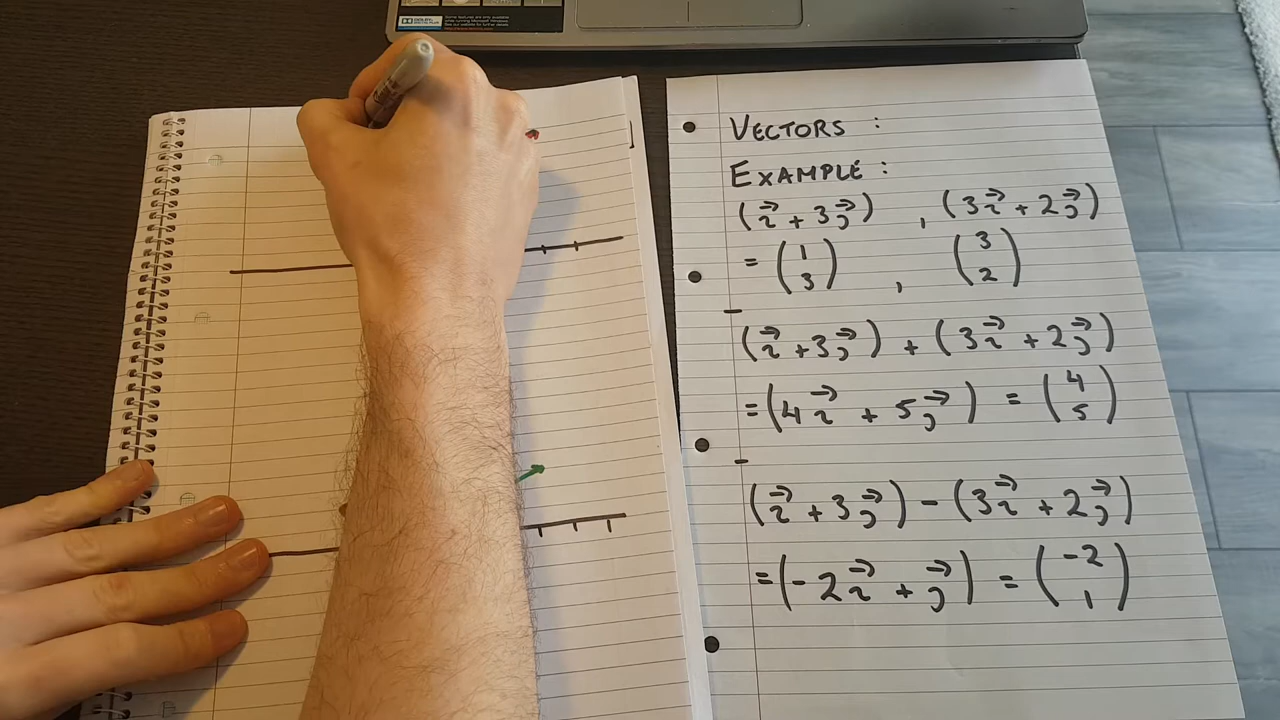 VECTORS :
EXAMPLE :
(i⃗ + 3j⃗) , (3i⃗ + 2j⃗)
= (1 3) , (3 2)
(i⃗ + 3j⃗) + (3i⃗ + 2j⃗)
= (4i⃗ + 5j⃗) = (4 5)
(i⃗ + 3j⃗) - (3i⃗ + 2j⃗)
= (-2i⃗ + j⃗) = (-2 1)